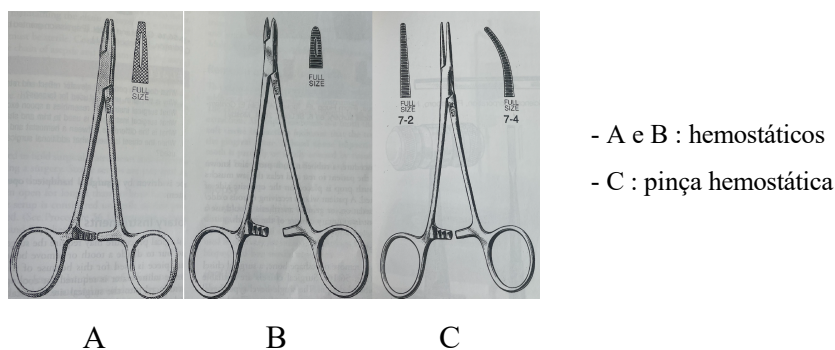 FULL
SIZE
FULL
SIZE
FULL
SIZE
7-2
FULL
SIZE
7-4
- A e B : hemostáticos
- C : pinça hemostática
A
B
C